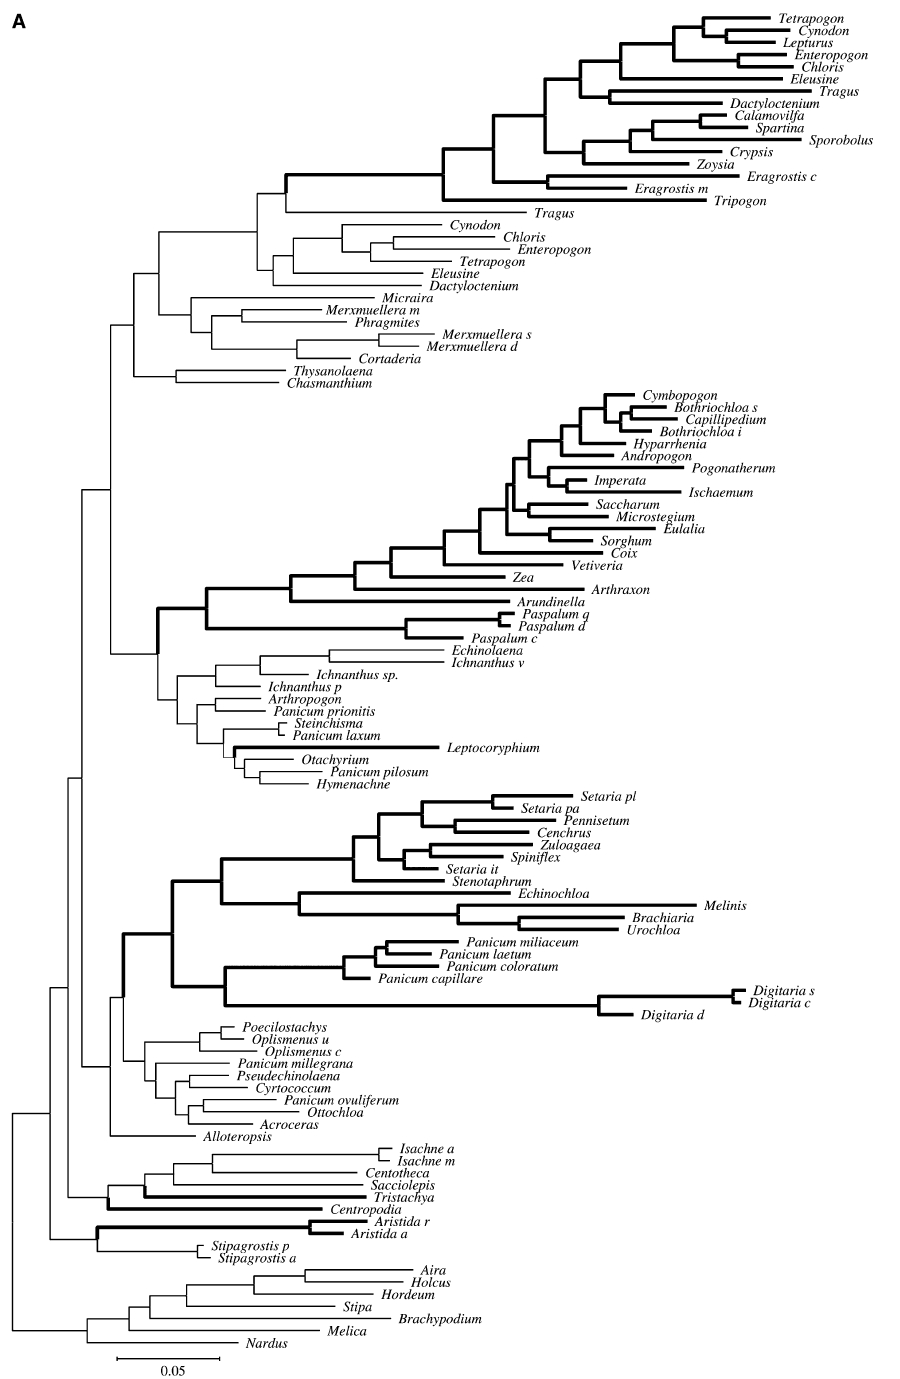 A
Tetrapogon
Cynodon
Lepturus
Enteropogon
Chloris
Eleusine
Tragus
Dactyloctenium
Calamovilfa
Spartina
Sporobolus
Crypsis
Zoysia
Eragrostis c
Eragrostis m
Tripogon
Tragus
Cynodon
Chloris
Enteropogon
Tetrapogon
Eleusine
Dactyloctenium
Micraira
Merxmuellera m
Phragmites
Merxmuellera s
Merxmuellera d
Cortaderia
Thysanolaena
Chasmanthium
Cymbopogon
Bothriochloa s
Capillipedium
Bothriochloa i
Hyparrhenia
Andropogon
Pogonatherum
Imperata
Ischaemum
Saccharum
Microstegium
Eulalia
Sorghum
Coix
Vetiveria
Zea
Arthraxon
Arundinella
Paspalum q
Paspalum d
Paspalum c
Echinolaena
Ichnanthus v
Ichnanthus sp.
Ichnanthus p
Arthropogon
Panicum prionitis
Steinchisma
Panicum laxum
Leptocoryphium
Otachyrium
Panicum pilosum
Hymenachne
Setaria pl
Setaria pa
Pennisetum
Cenchrus
Zuloagaea
Spiniflex
Setaria it
Stenotaphrum
Echinochloa
Melinis
Brachiaria
Urochloa
Panicum miliaceum
Panicum laetum
Panicum coloratum
Panicum capillare
Digitaria s
Digitaria c
Digitaria d
Poecilostachys
Oplismenus u
Oplismenus c
Panicum millegrana
Pseudechinolaena
Cyrtococcum
Panicum ovuliferum
Ottochloa
Acroceras
Alloteropsis
Isachne a
Isachne m
Centotheca
Sacciolepis
Tristachya
Centropodia
Aristida r
Aristida a
Stipagrostis p
Stipagrostis a
Aira
Holcus
Hordeum
Stipa
Brachypodium
Melica
Nardus
0.05